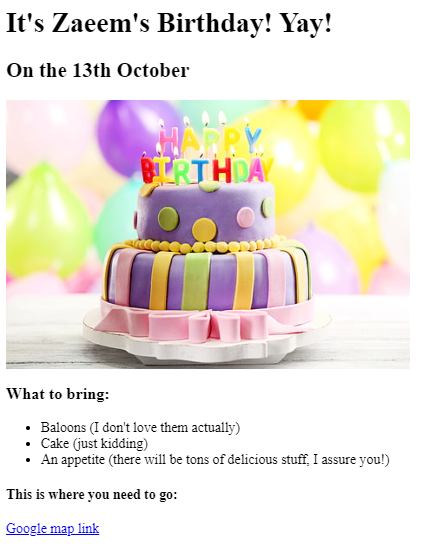 It's Zaeem's Birthday! Yay!
On the 13th October
HAPPY
BIRTHDAY
What to bring:
Baloons (I don't love them actually)
Cake (just kidding)
An appetite (there will be tons of delicious stuff, I assure you!)
This is where you need to go:
Google map link